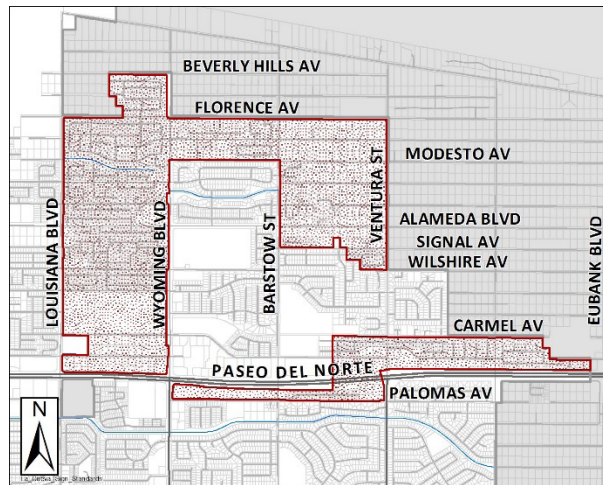 BEVERLY HILLS AV
FLORENCE AV
MODESTO AV
LOUISIANA BLVD
WYOMING BLVD
BARSTOW ST
VENTURA ST
ALAMEDA BLVD
SIGNAL AV
WILSHIRE AV
EUBANK BLVD
CARMEL AV
PASEO DEL NORTE
PALOMAS AV
N